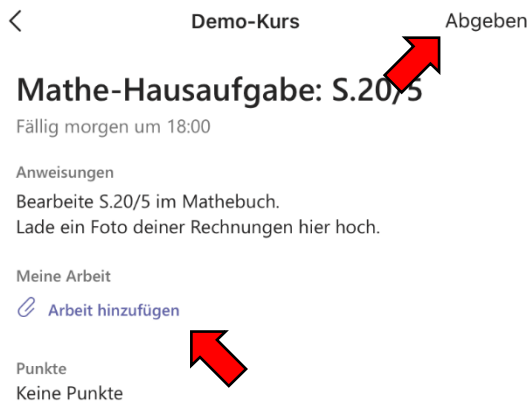 Demo-Kurs Abgeben
Mathe-Hausaufgabe: S.20/5
Fällig morgen um 18:00
Anweisungen
Bearbeite S.20/5 im Mathebuch.
Lade ein Foto deiner Rechnungen hier hoch.
Meine Arbeit
Arbeit hinzufügen
Punkte
Keine Punkte